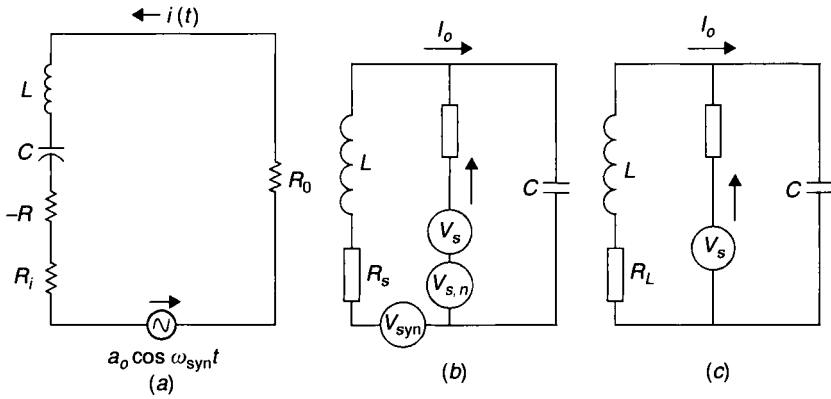 i (t)
L
C
–R
R_i
R_0
a_o cos ω_syn t
(a)
I_o
L
R_s
V_s
V_s, n
V_syn
C
(b)
I_o
L
R_L
V_s
C
(c)